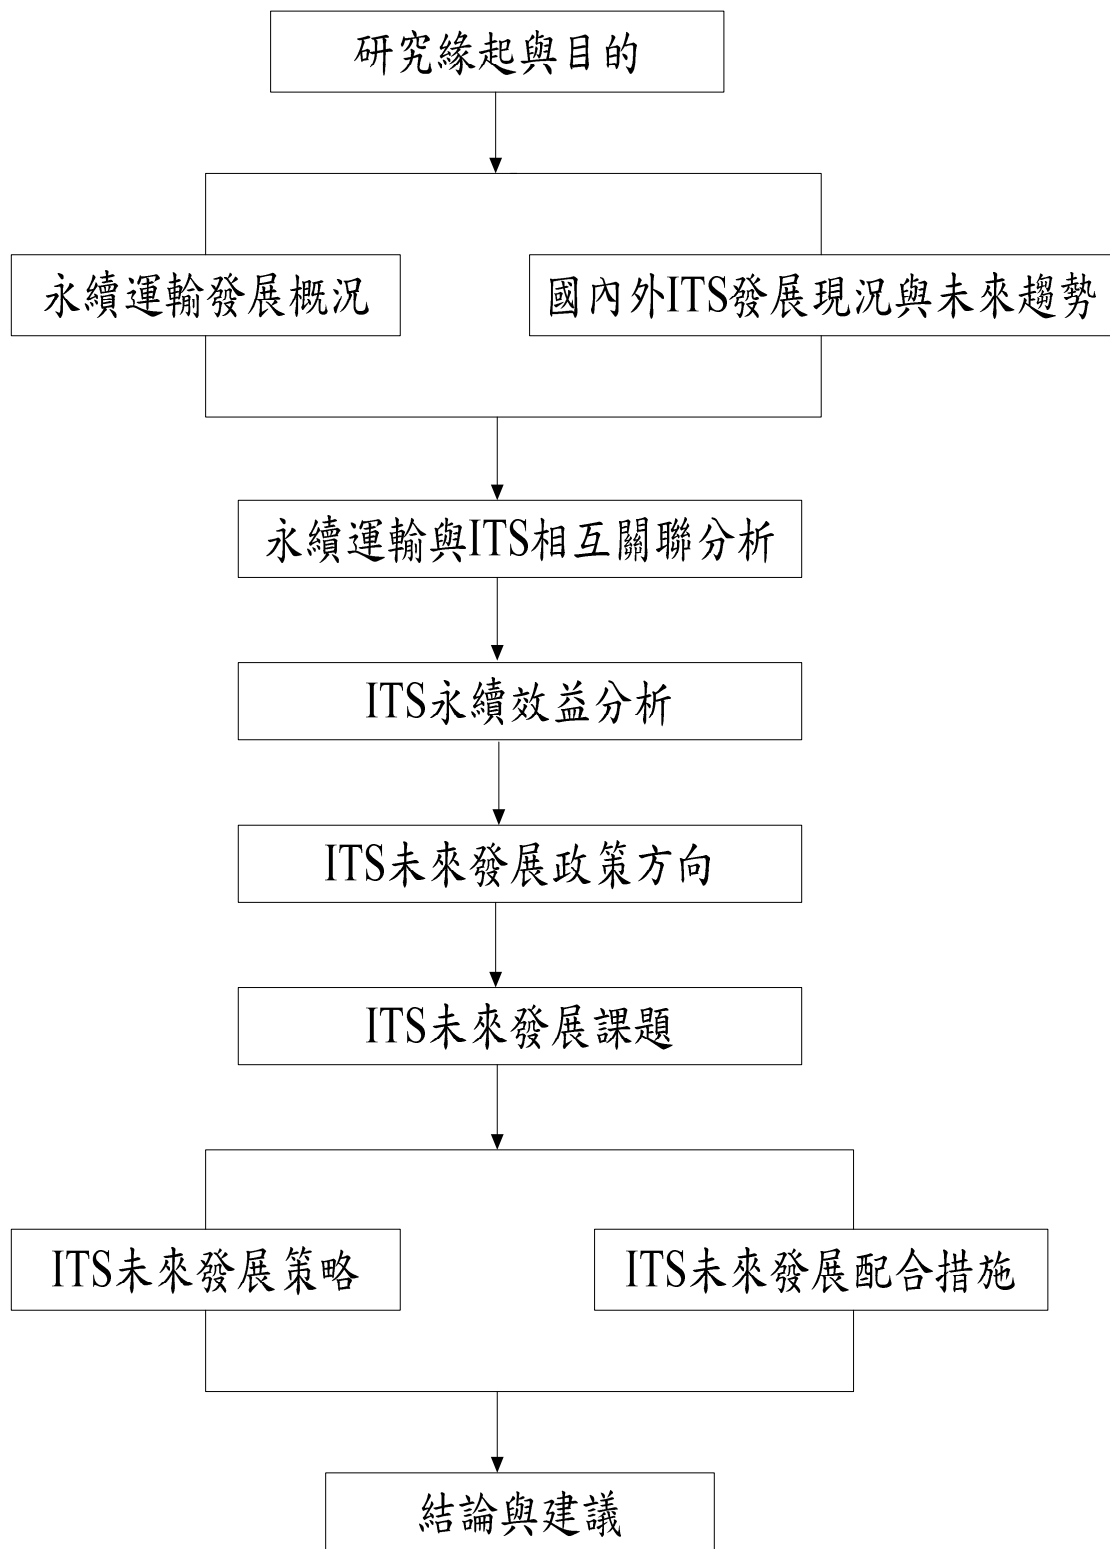 研究緣起與目的
永續運輸發展概況
國內外ITS發展現況與未來趨勢
永續運輸與ITS相互關聯分析
ITS永續效益分析
ITS未來發展政策方向
ITS未來發展課題
ITS未來發展策略
ITS未來發展配合措施
結論與建議